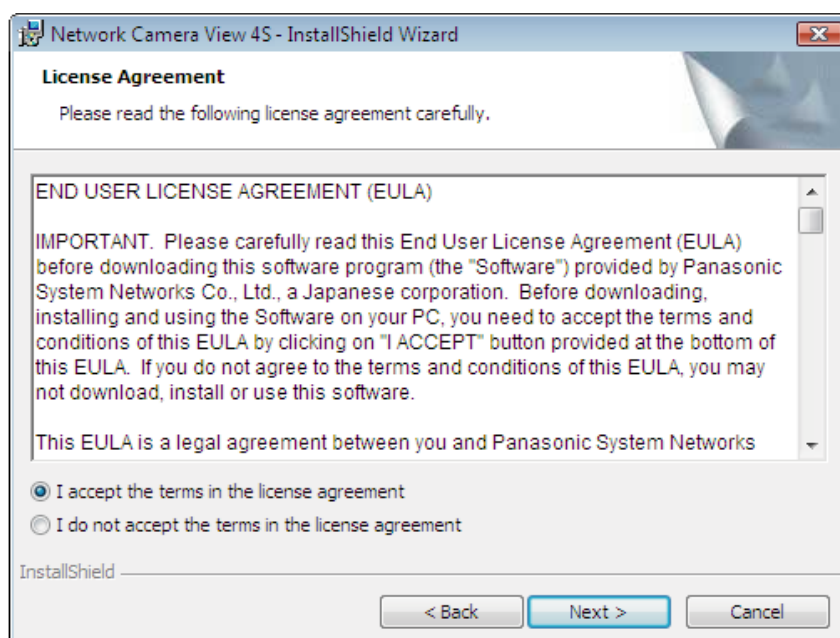 Network Camera View 4S - InstallShield Wizard
License Agreement
Please read the following license agreement carefully.
END USER LICENSE AGREEMENT (EULA)
IMPORTANT.  Please carefully read this End User License Agreement (EULA)
before downloading this software program (the "Software") provided by Panasonic
System Networks Co., Ltd., a Japanese corporation.  Before downloading,
installing and using the Software on your PC, you need to accept the terms and
conditions of this EULA by clicking on "I ACCEPT" button provided at the bottom of
this EULA.  If you do not agree to the terms and conditions of this EULA, you may
not download, install or use this software.
This EULA is a legal agreement between you and Panasonic System Networks
I accept the terms in the license agreement
I do not accept the terms in the license agreement
InstallShield
< Back
Next >
Cancel